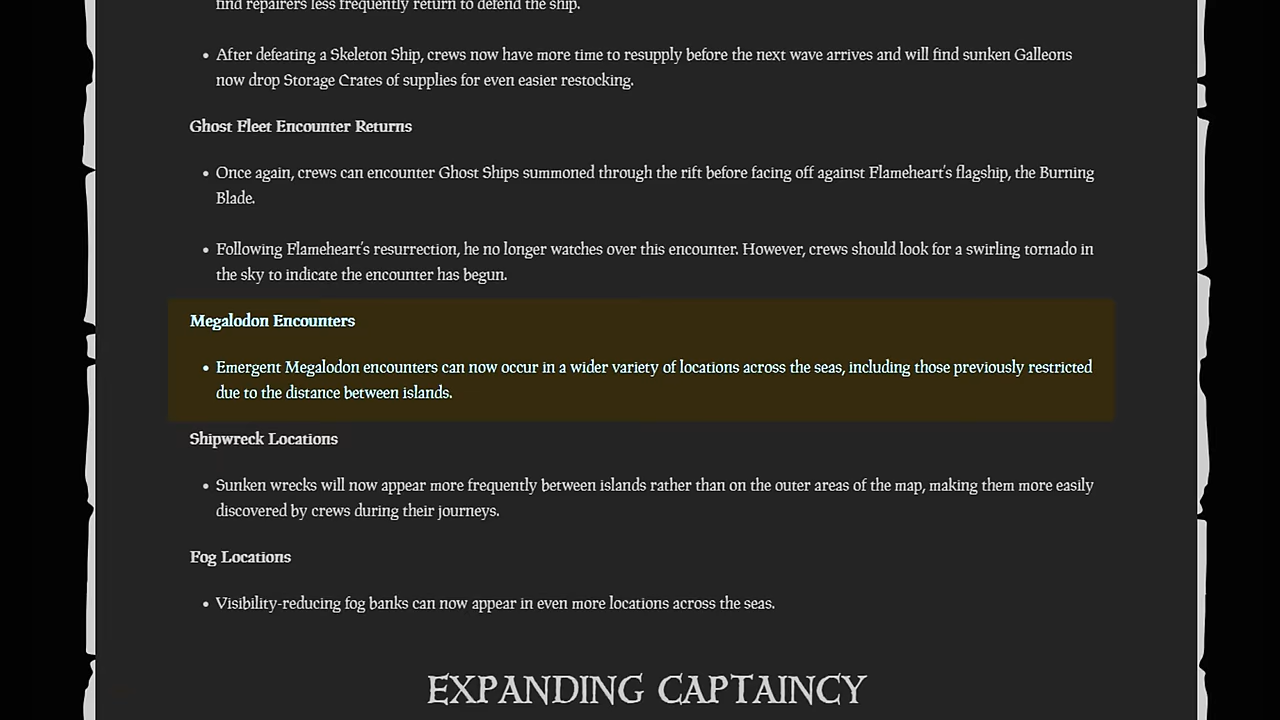 find repairers less frequently return to defend the ship.
• After defeating a Skeleton Ship, crews now have more time to resupply before the next wave arrives and will find sunken Galleons
now drop Storage Crates of supplies for even easier restocking.
Ghost Fleet Encounter Returns
• Once again, crews can encounter Ghost Ships summoned through the rift before facing off against Flameheart's flagship, the Burning
Blade.
• Following Flameheart's resurrection, he no longer watches over this encounter. However, crews should look for a swirling tornado in
the sky to indicate the encounter has begun.
Megalodon Encounters
• Emergent Megalodon encounters can now occur in a wider variety of locations across the seas, including those previously restricted
due to the distance between islands.
Shipwreck Locations
• Sunken wrecks will now appear more frequently between islands rather than on the outer areas of the map, making them more easily
discovered by crews during their journeys.
Fog Locations
• Visibility-reducing fog banks can now appear in even more locations across the seas.
EXPANDING CAPTAINCY